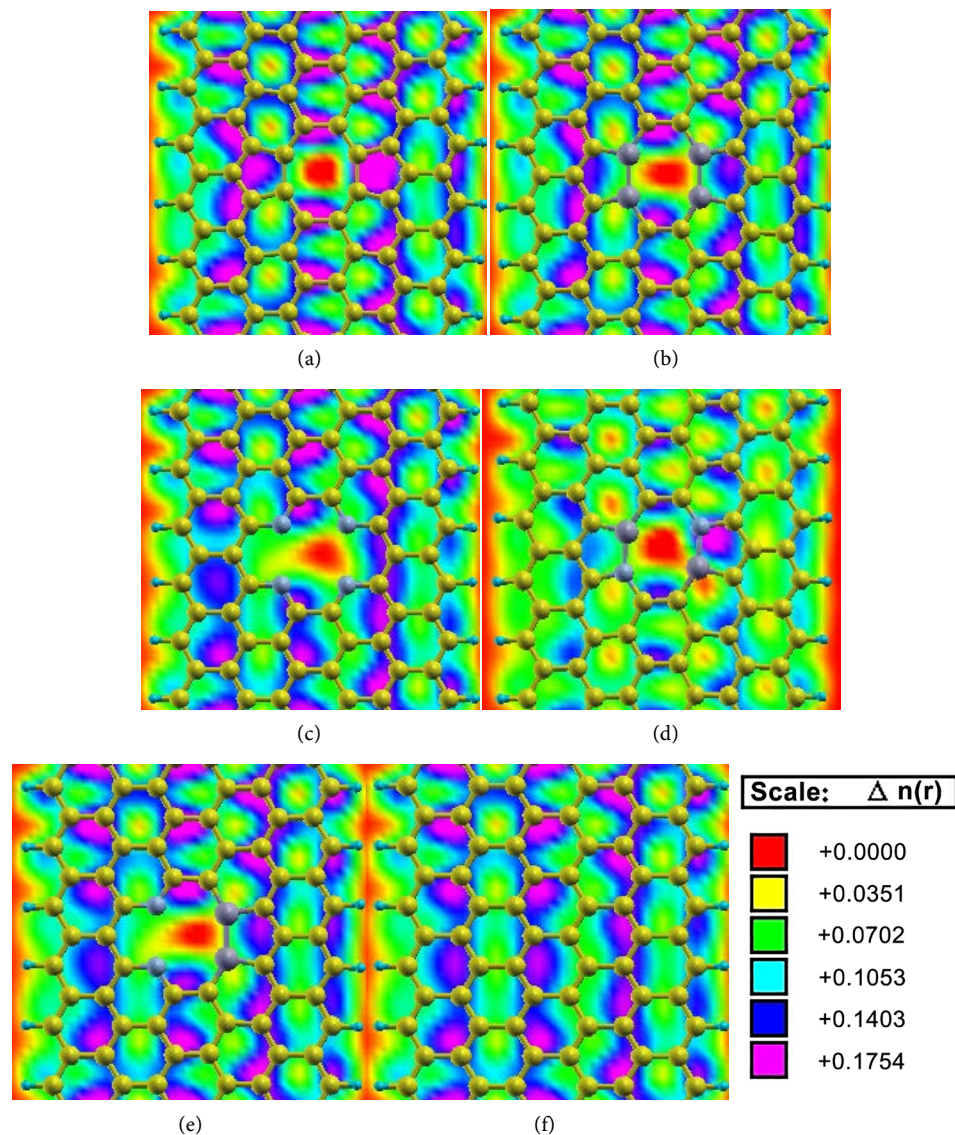 (a)
(b)
(c)
(d)
Scale: Δ n(r)
+0.0000
+0.0351
+0.0702
+0.1053
+0.1403
+0.1754
(e)
(f)